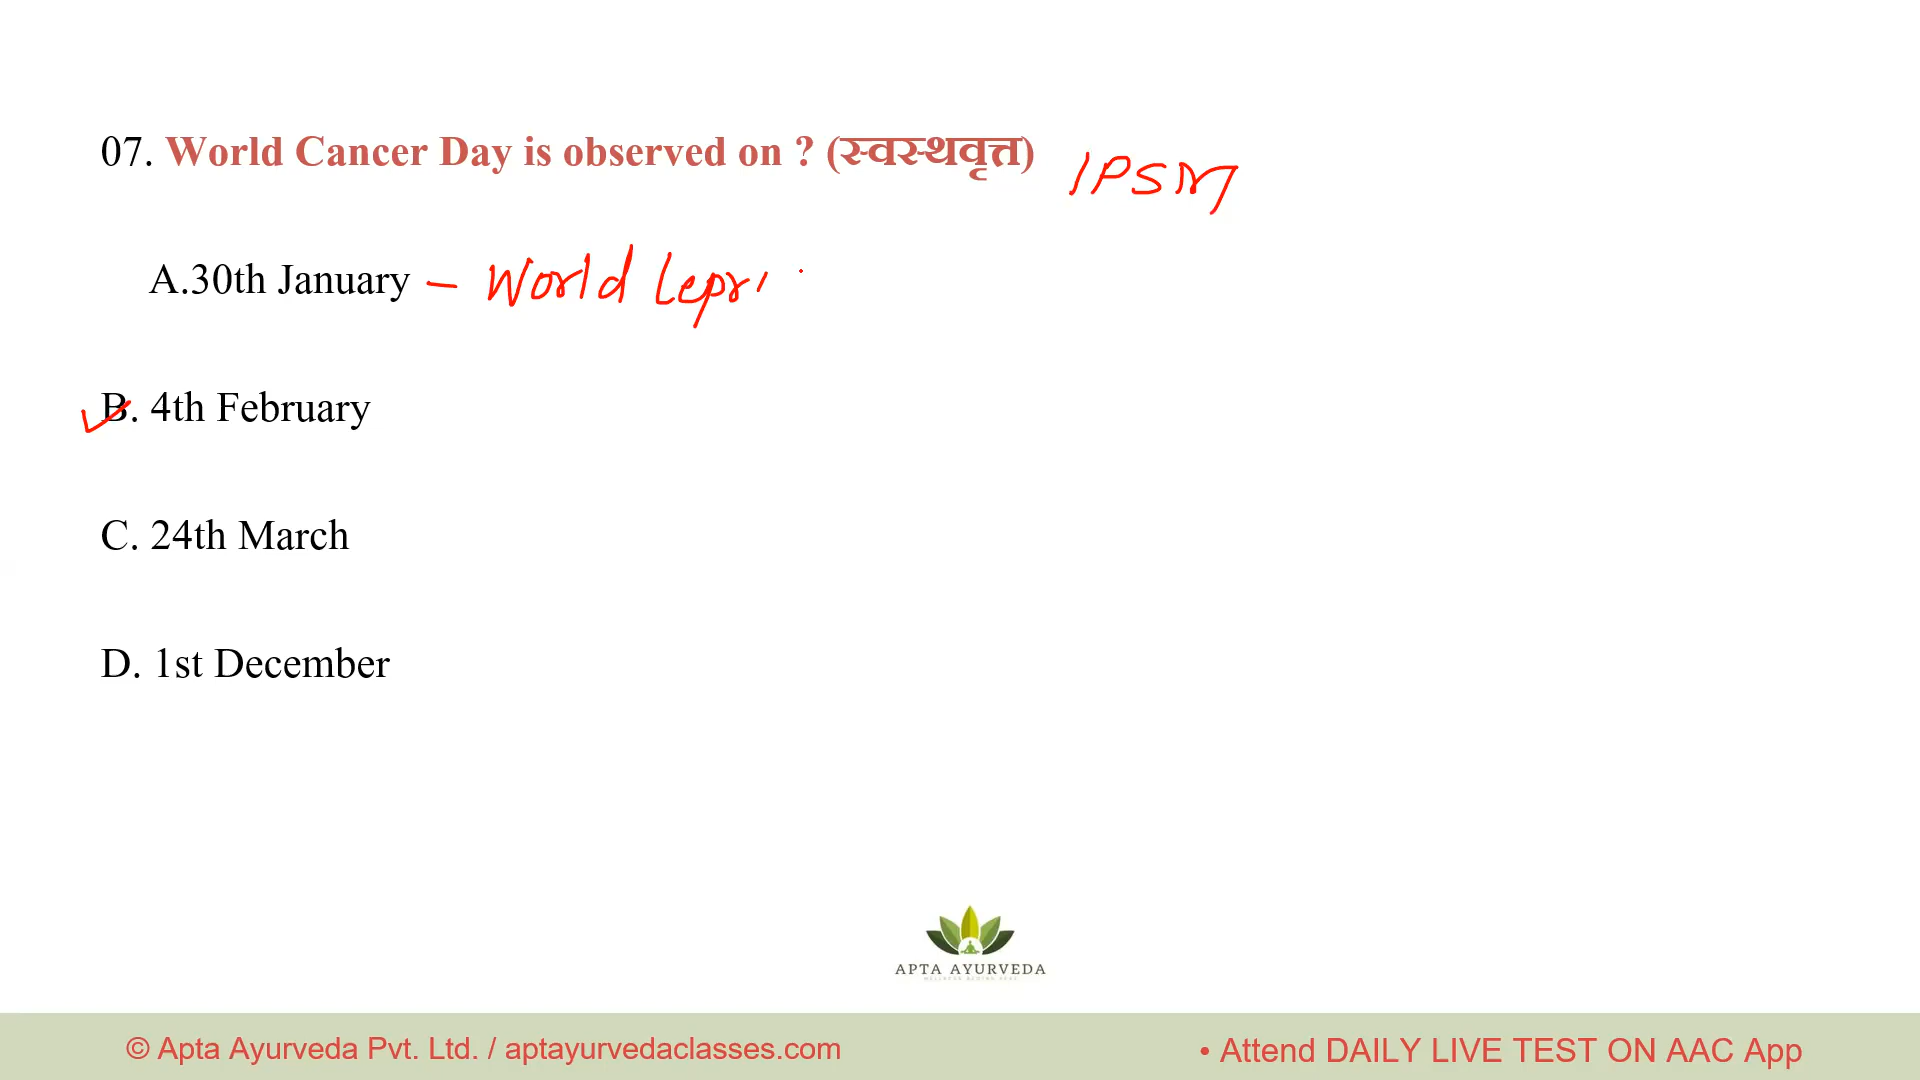 07. World Cancer Day is observed on ? (स्वस्थवृत्त) IPSM
A.30th January – World Lepr
B. 4th February
C. 24th March
D. 1st December
APTA AYURVEDA
© Apta Ayurveda Pvt. Ltd. / aptayurvedaclasses.com
• Attend DAILY LIVE TEST ON AAC App